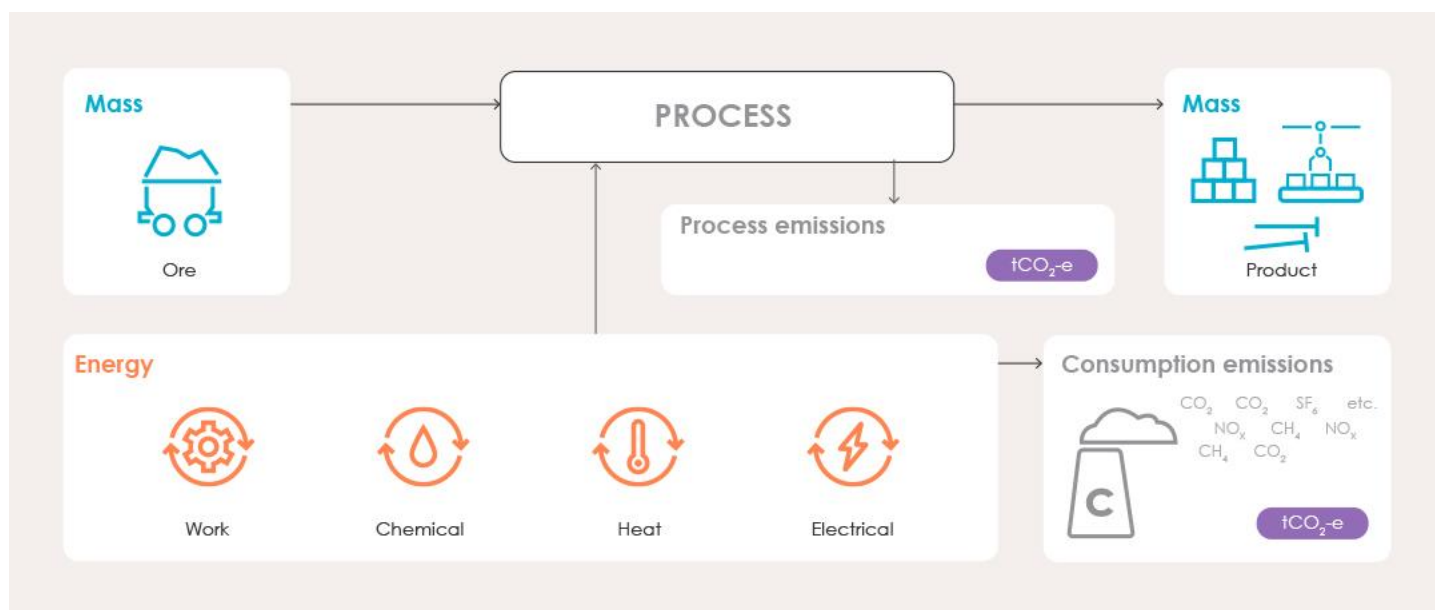 Mass
Ore
PROCESS
Mass
Product
Process emissions
tCO₂-e
Energy
Work
Chemical
Heat
Electrical
Consumption emissions
CO₂ CO₂ SF₆ etc.
NOₓ CH₄ NOₓ
CH₄ CO₂
C
tCO₂-e